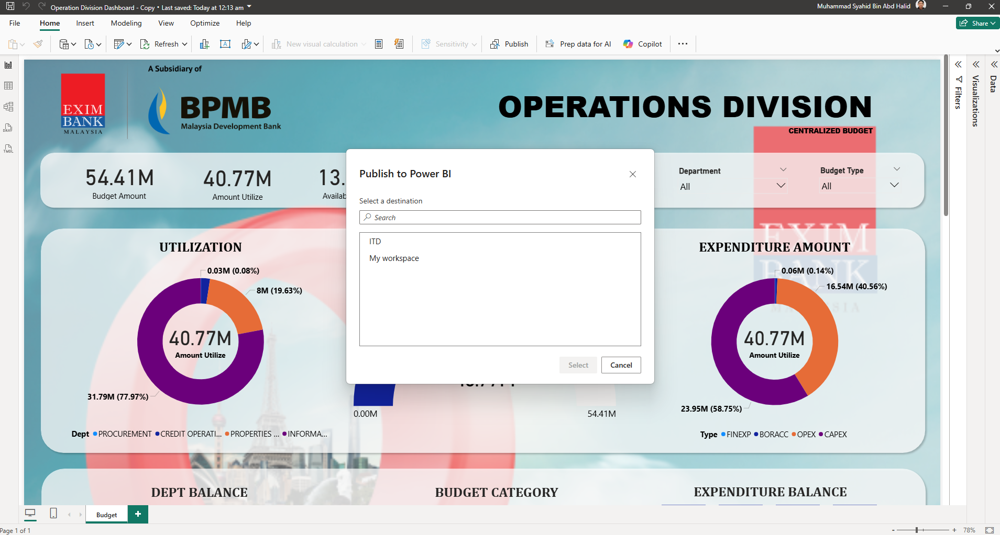 Operation Division Dashboard - Copy • Last saved: Today at 12:13 am
Muhammad Syahid Bin Abd Halid
File Home Insert Modeling View Optimize Help
Share
Refresh
New visual calculation
Sensitivity
Publish
Prep data for AI
Copilot
A Subsidiary of
EXIM
BANK
MALAYSIA
BPMB
Malaysia Development Bank
OPERATIONS DIVISION
CENTRALIZED BUDGET
Filters
Visualizations
Data
DAX
TMDL
54.41M
Budget Amount
40.77M
Amount Utilize
13.
Availab
Department
All
Budget Type
All
Publish to Power BI
Select a destination
Search
ITD
My workspace
Select Cancel
UTILIZATION
0.03M (0.08%)
8M (19.63%)
40.77M
Amount Utilize
31.79M (77.97%)
Dept PROCUREMENT CREDIT OPERATI... PROPERTIES ... INFORMA...
0.00M
54.41M
EXPENDITURE AMOUNT
EXIM
BANK
0.06M (0.14%)
16.54M (40.56%)
40.77M
Amount Utilize
23.95M (58.75%)
Type FINEXP BORACC OPEX CAPEX
DEPT BALANCE
BUDGET CATEGORY
EXPENDITURE BALANCE
Budget
Page 1 of 1
78%